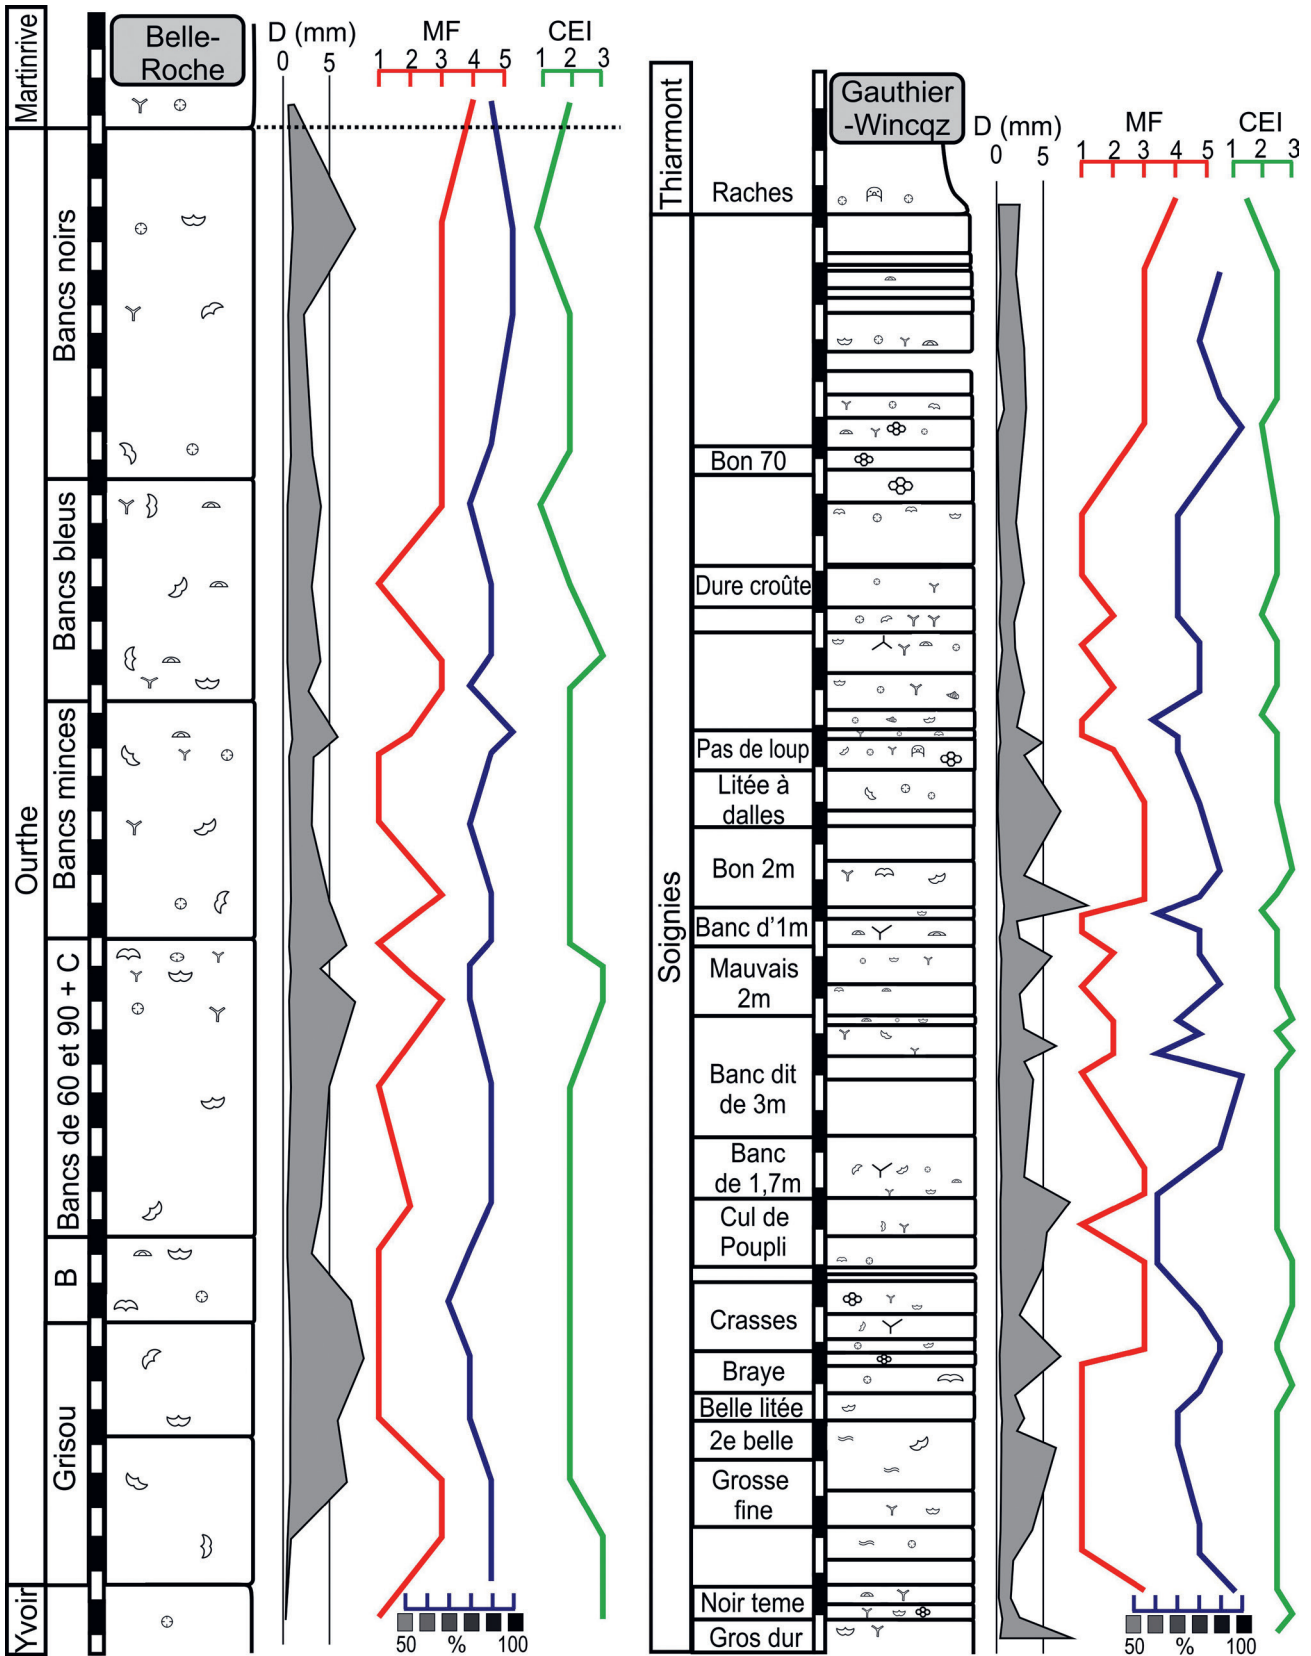 Belle-
Roche
D (mm)
0 5
MF
1 2 3 4 5
CEI
1 2 3
Martinrive
Ourthe
Yvoir
Bancs noirs
Bancs bleus
Bancs minces
Bancs de 60 et 90 + C
B
Grisou
50 % 100
Gauthier
-Wincqz
D (mm)
0 5
MF
1 2 3 4 5
CEI
1 2 3
Thiarmont
Soignies
Raches
Bon 70
Dure croûte
Pas de loup
Litée à
dalles
Bon 2m
Banc d'1m
Mauvais
2m
Banc dit
de 3m
Banc
de 1,7m
Cul de
Poupli
Crasses
Braye
Belle litée
2e belle
Grosse
fine
Noir teme
Gros dur
50 % 100